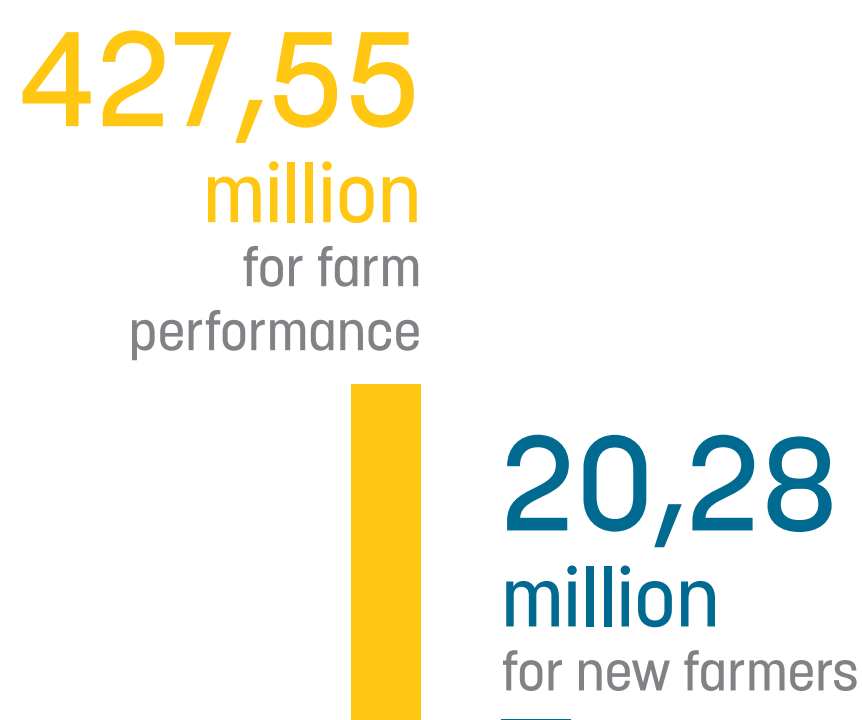 427,55
million
for farm
performance
20,28
million
for new farmers